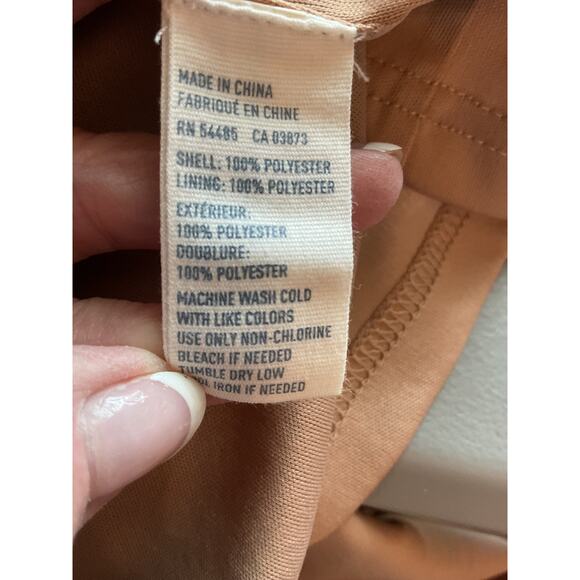 MADE IN CHINA
FABRIQUÉ EN CHINE
RN 54485 CA 03873
SHELL: 100% POLYESTER
LINING: 100% POLYESTER
EXTÉRIEUR:
100% POLYESTER
DOUBLURE:
100% POLYESTER
MACHINE WASH COLD
WITH LIKE COLORS
USE ONLY NON-CHLORINE
BLEACH IF NEEDED
TUMBLE DRY LOW
IRON IF NEEDED